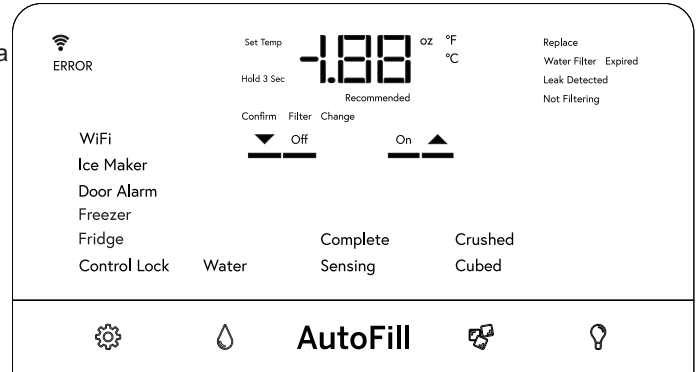 a
ERROR
Set Temp
Hold 3 Sec
-1.88 oz °F
°C
Recommended
Replace
Water Filter Expired
Leak Detected
Not Filtering
Confirm Filter Change
Off On
WiFi
Ice Maker
Door Alarm
Freezer
Fridge Complete Crushed
Control Lock Water Sensing Cubed
AutoFill